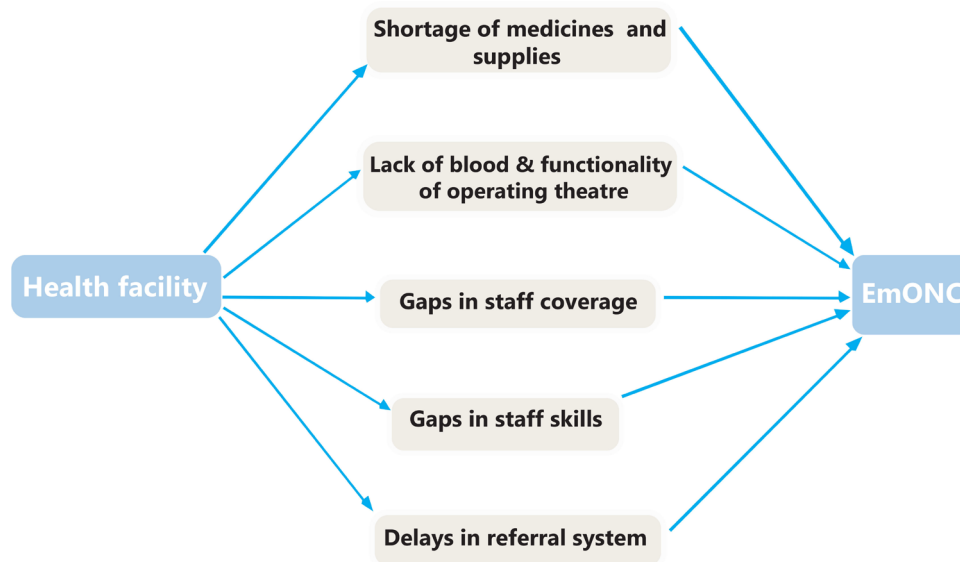 Shortage of medicines and
supplies
Lack of blood & functionality
of operating theatre
Health facility
Gaps in staff coverage
EmONC
Gaps in staff skills
Delays in referral system